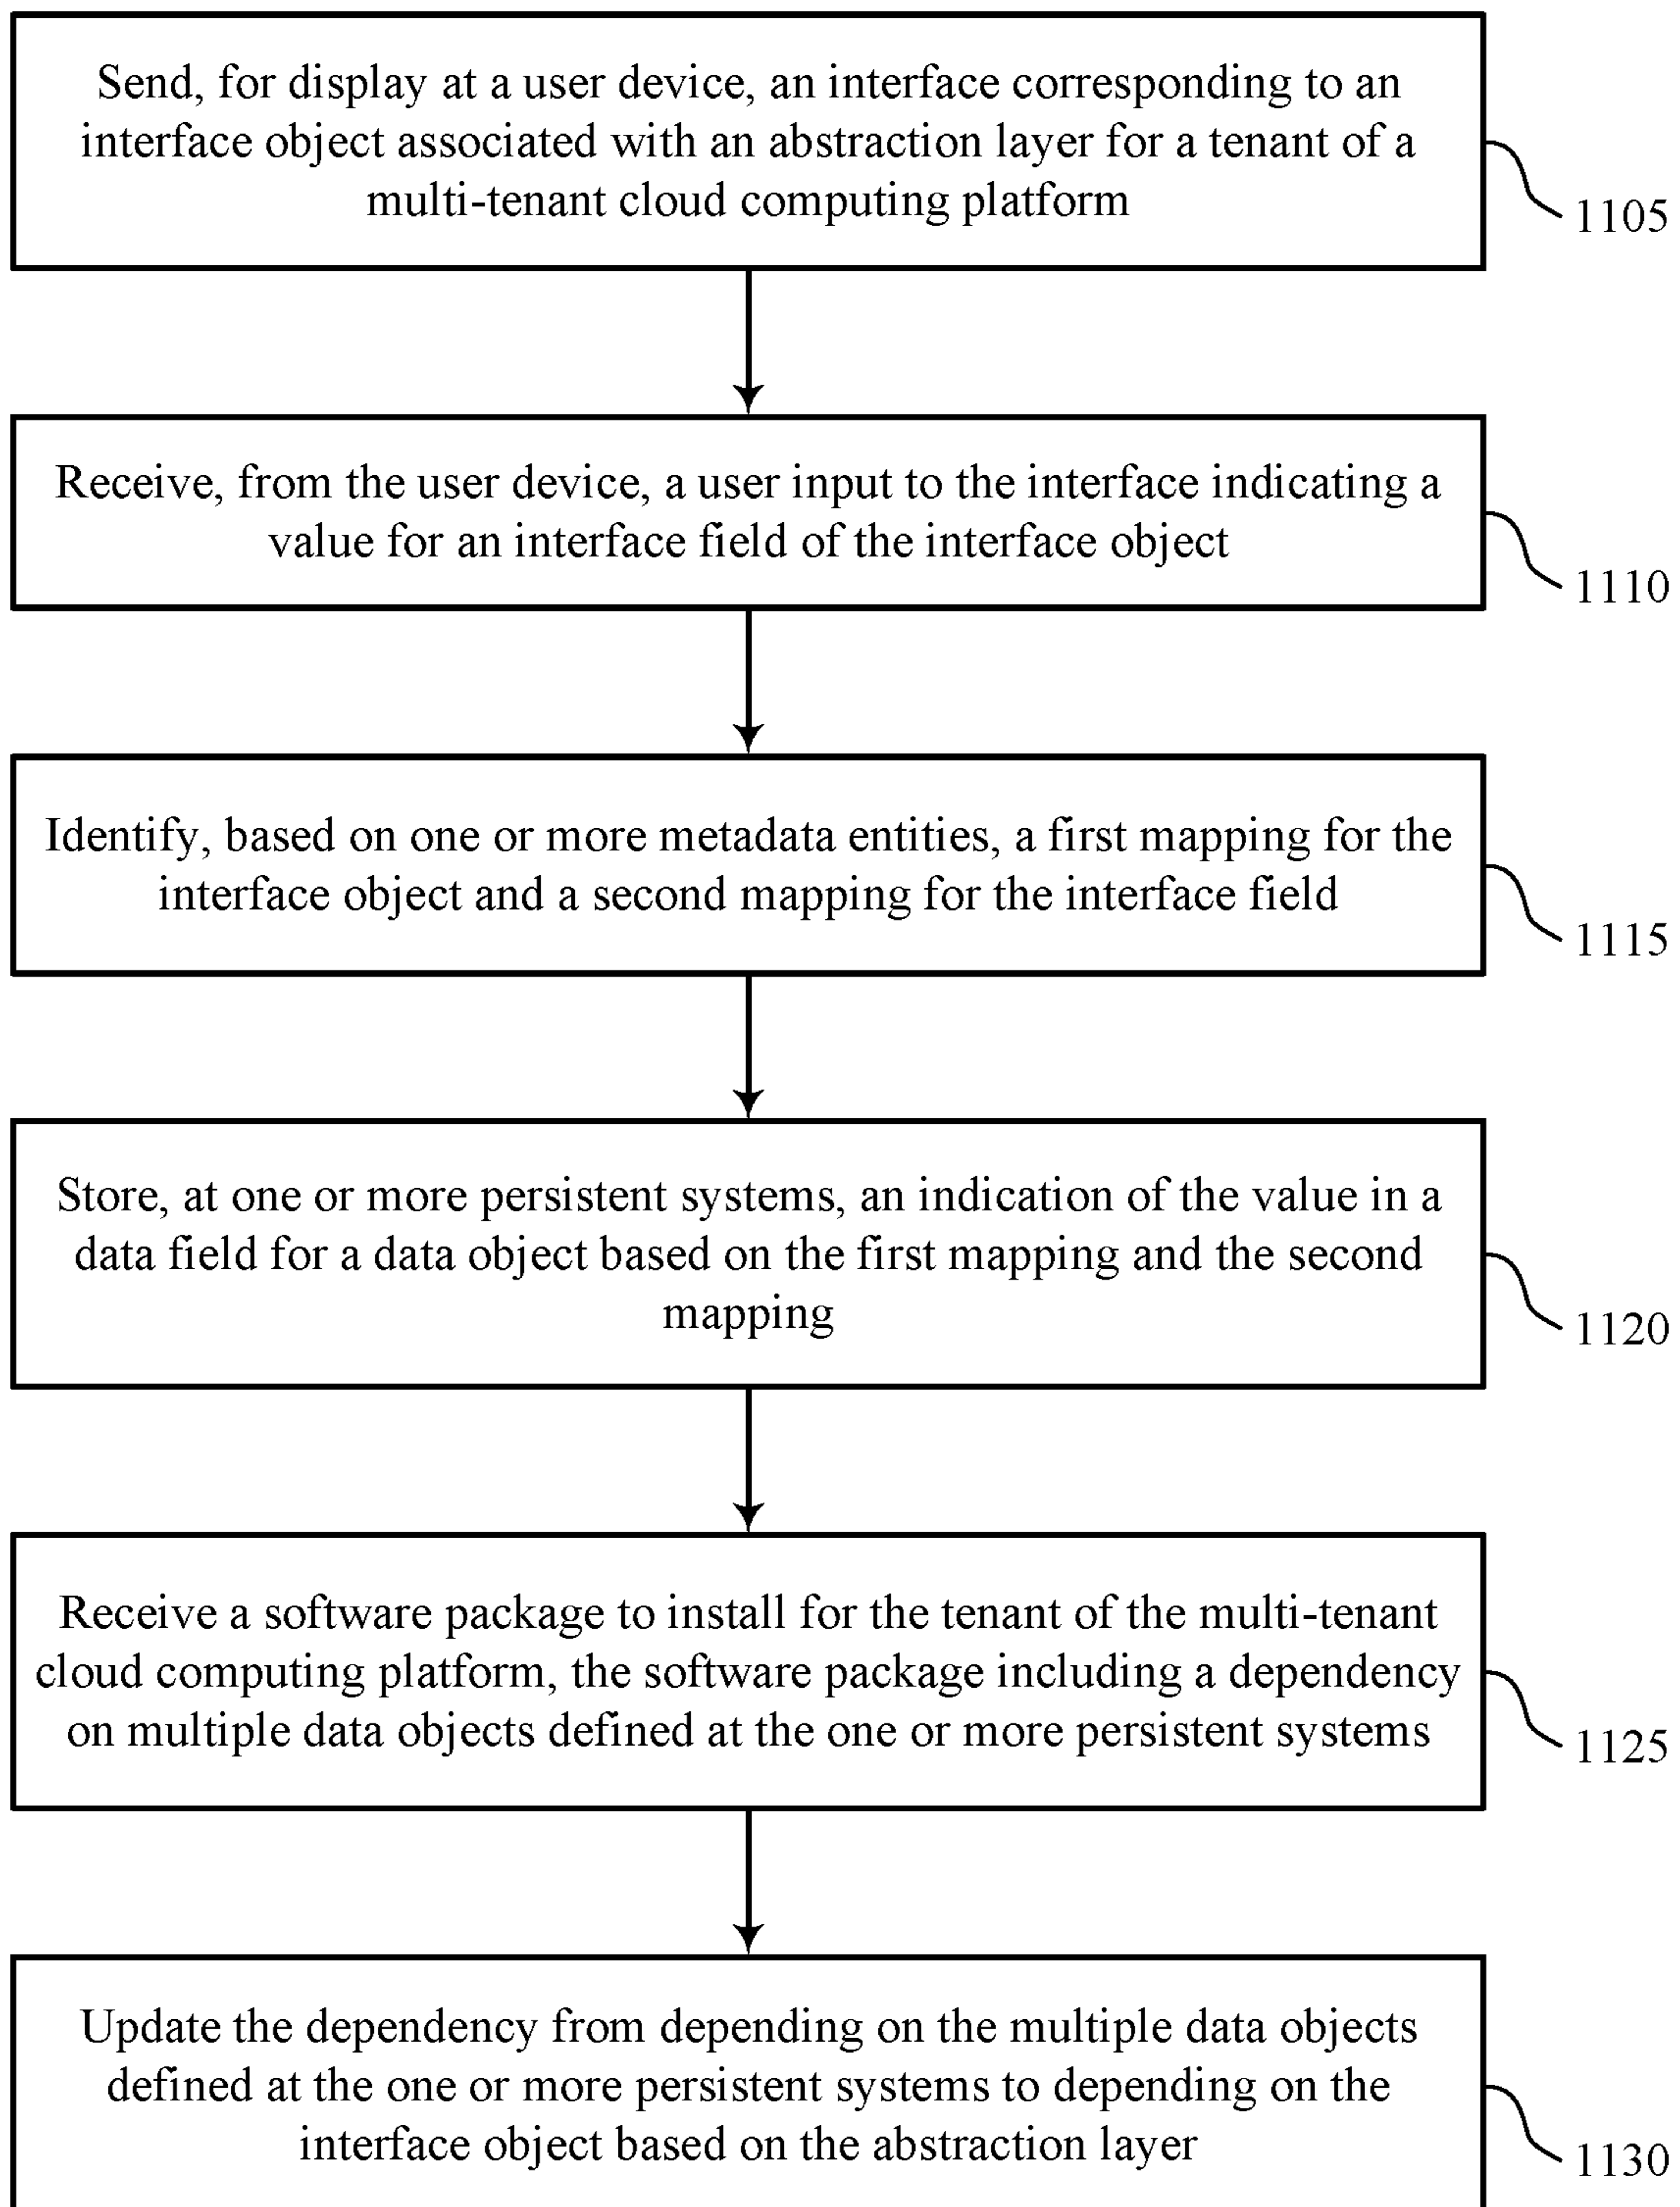 Send, for display at a user device, an interface corresponding to an
interface object associated with an abstraction layer for a tenant of a
multi-tenant cloud computing platform
1105
Receive, from the user device, a user input to the interface indicating a
value for an interface field of the interface object
1110
Identify, based on one or more metadata entities, a first mapping for the
interface object and a second mapping for the interface field
1115
Store, at one or more persistent systems, an indication of the value in a
data field for a data object based on the first mapping and the second
mapping
1120
Receive a software package to install for the tenant of the multi-tenant
cloud computing platform, the software package including a dependency
on multiple data objects defined at the one or more persistent systems
1125
Update the dependency from depending on the multiple data objects
defined at the one or more persistent systems to depending on the
interface object based on the abstraction layer
1130